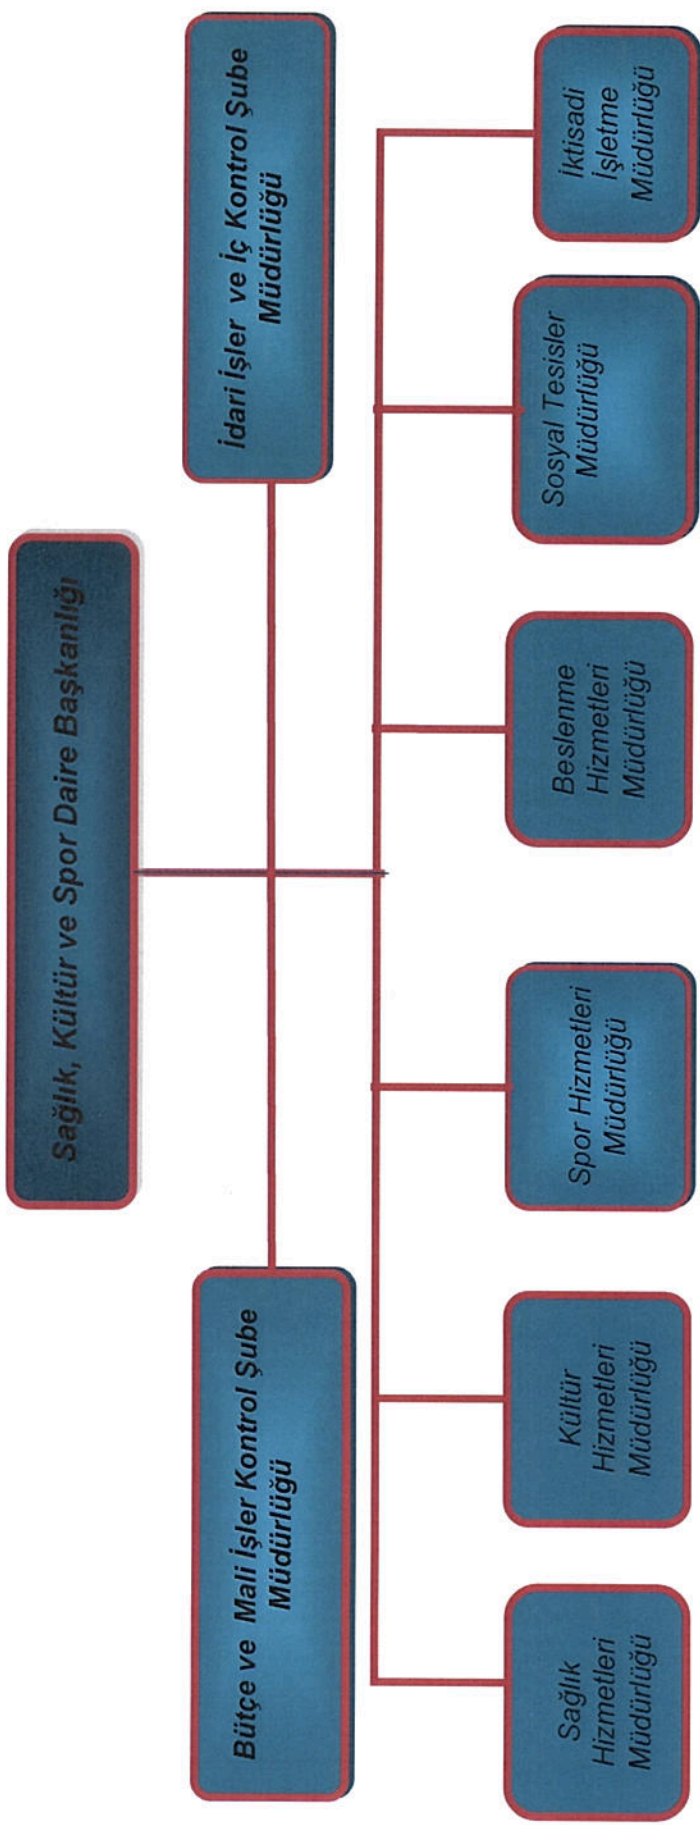 Sağlık, Kültür ve Spor Daire Başkanlığı
Bütçe ve Mali İşler Kontrol Şube
Müdürlüğü
İdari İşler ve İç Kontrol Şube
Müdürlüğü
Sağlık
Hizmetleri
Müdürlüğü
Kültür
Hizmetleri
Müdürlüğü
Spor Hizmetleri
Müdürlüğü
Beslenme
Hizmetleri
Müdürlüğü
Sosyal Tesisler
Müdürlüğü
İktisadi
İşletme
Müdürlüğü